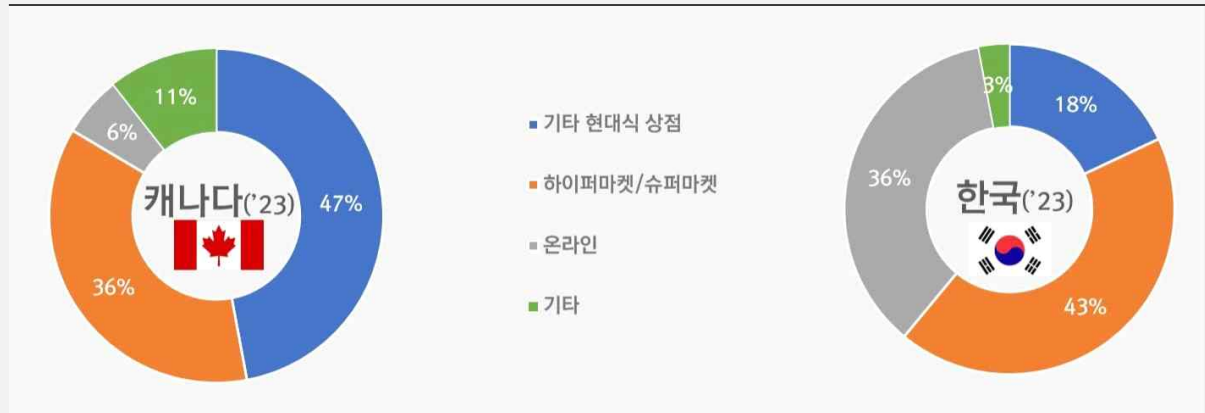 11%
6%
47%
36%
캐나다('23)
기타 현대식 상점
하이퍼마켓/슈퍼마켓
온라인
기타
3%
18%
36%
43%
한국('23)